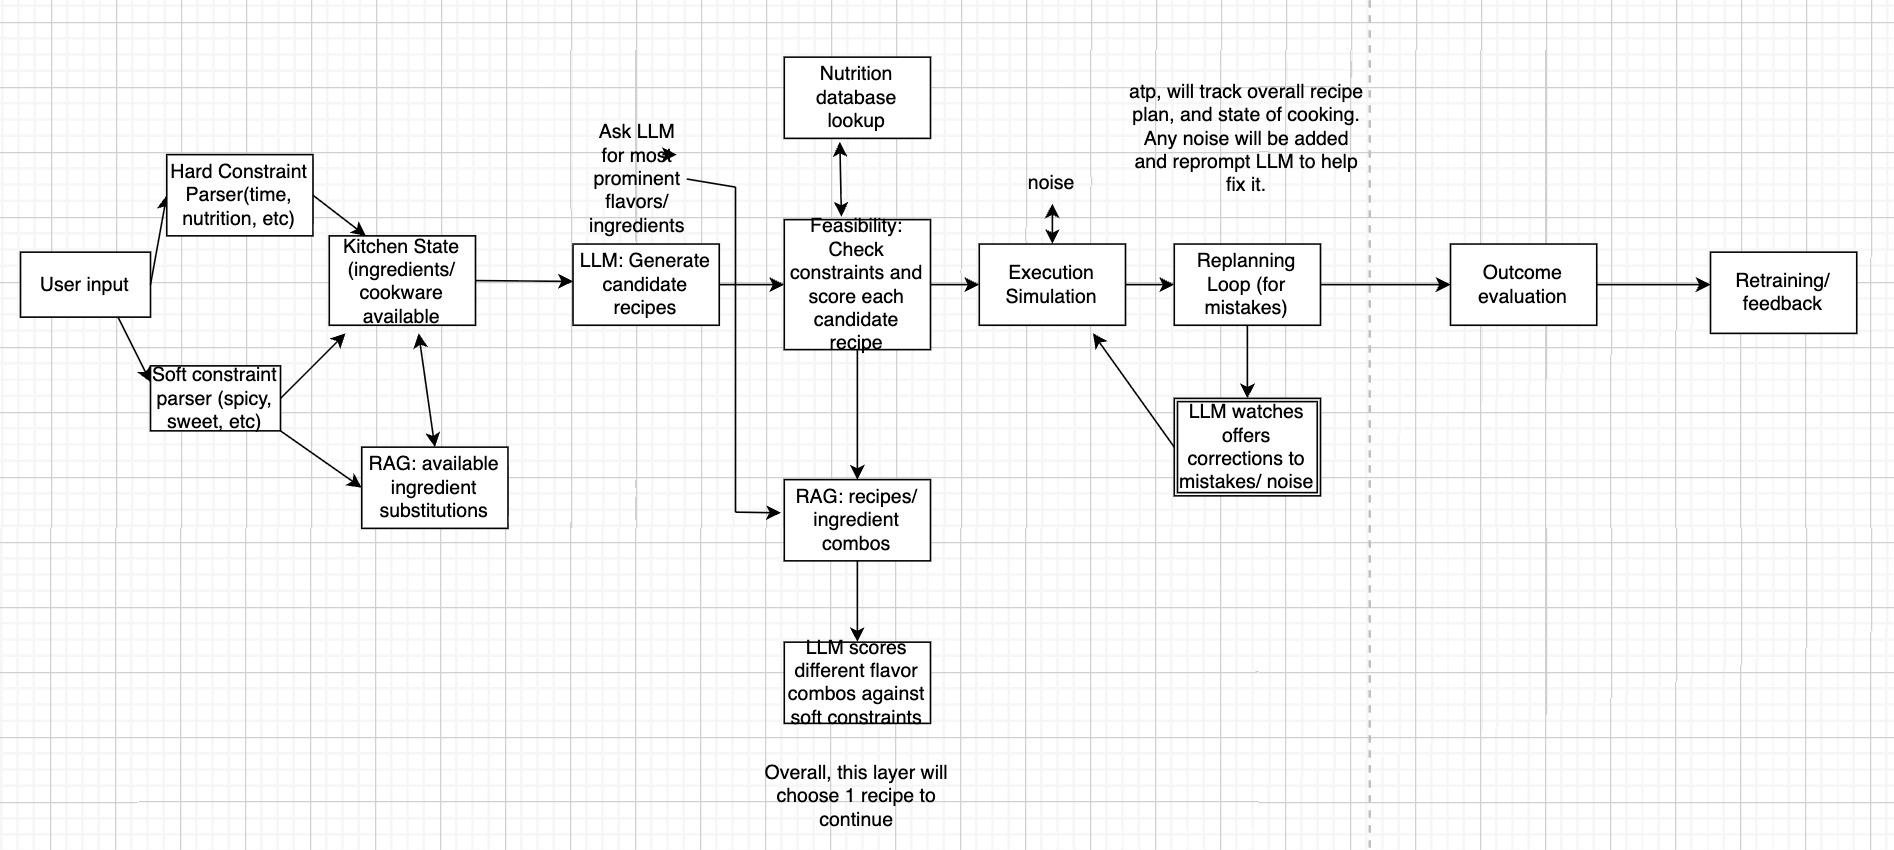 User input
Hard Constraint
Parser(time,
nutrition, etc)
Soft constraint
parser (spicy,
sweet, etc)
Kitchen State
(ingredients/
cookware
available
RAG: available
ingredient
substitutions
Ask LLM
for most
prominent
flavors/
ingredients
LLM: Generate
candidate
recipes
Nutrition
database
lookup
Feasibility:
Check
constraints and
score each
candidate
recipe
RAG: recipes/
ingredient
combos
LLM scores
different flavor
combos against
soft constraints
Overall, this layer will
choose 1 recipe to
continue
noise
Execution
Simulation
atp, will track overall recipe
plan, and state of cooking.
Any noise will be added
and reprompt LLM to help
fix it.
Replanning
Loop (for
mistakes)
LLM watches
offers
corrections to
mistakes/ noise
Outcome
evaluation
Retraining/
feedback